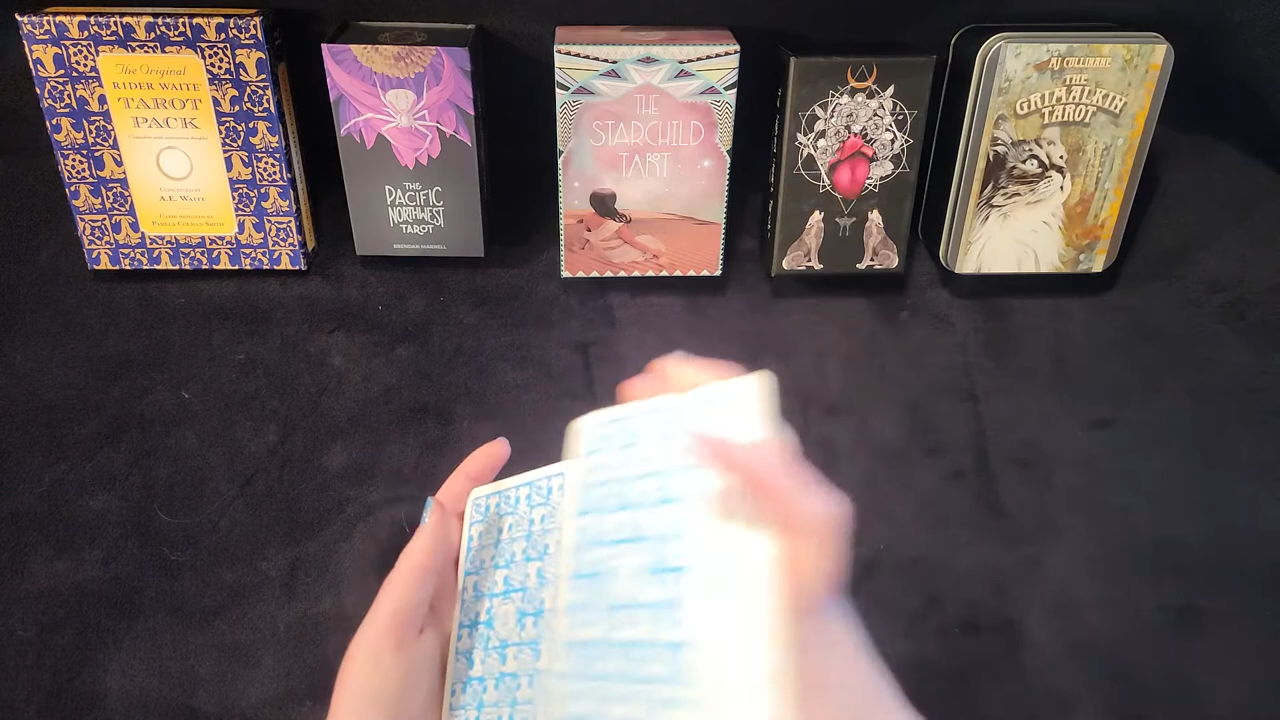 The Original
RIDER WAITE
TAROT
PACK
CONCEIVED BY
A.E. WAITE
CARDS DESIGNED BY
PAMELA COLMAN SMITH
THE
PACIFIC
NORTHWEST
TAROT
BRENDAN MARNELL
THE
STARCHILD
TAROT
MJ CULLINANE
THE
GRIMALKIN
TAROT